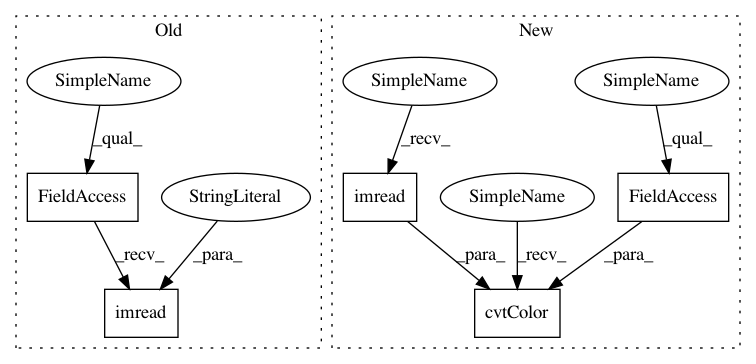 Old
New
SimpleName
SimpleName
SimpleName
_qual_
_recv_
_qual_
FieldAccess
StringLiteral
imread
SimpleName
FieldAccess
_recv_
_para_
_para_
_recv_
_para_
imread
cvtColor